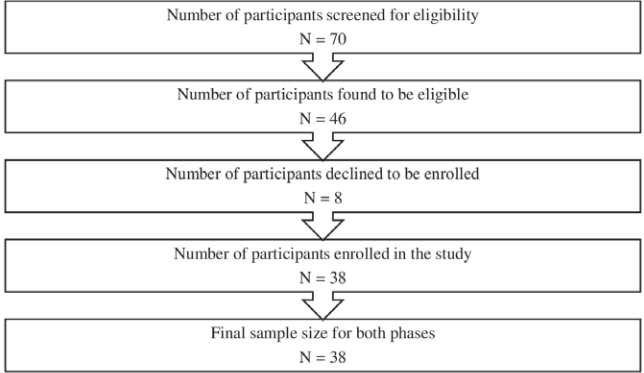 Number of participants screened for eligibility
N = 70
Number of participants found to be eligible
N = 46
Number of participants declined to be enrolled
N = 8
Number of participants enrolled in the study
N = 38
Final sample size for both phases
N = 38